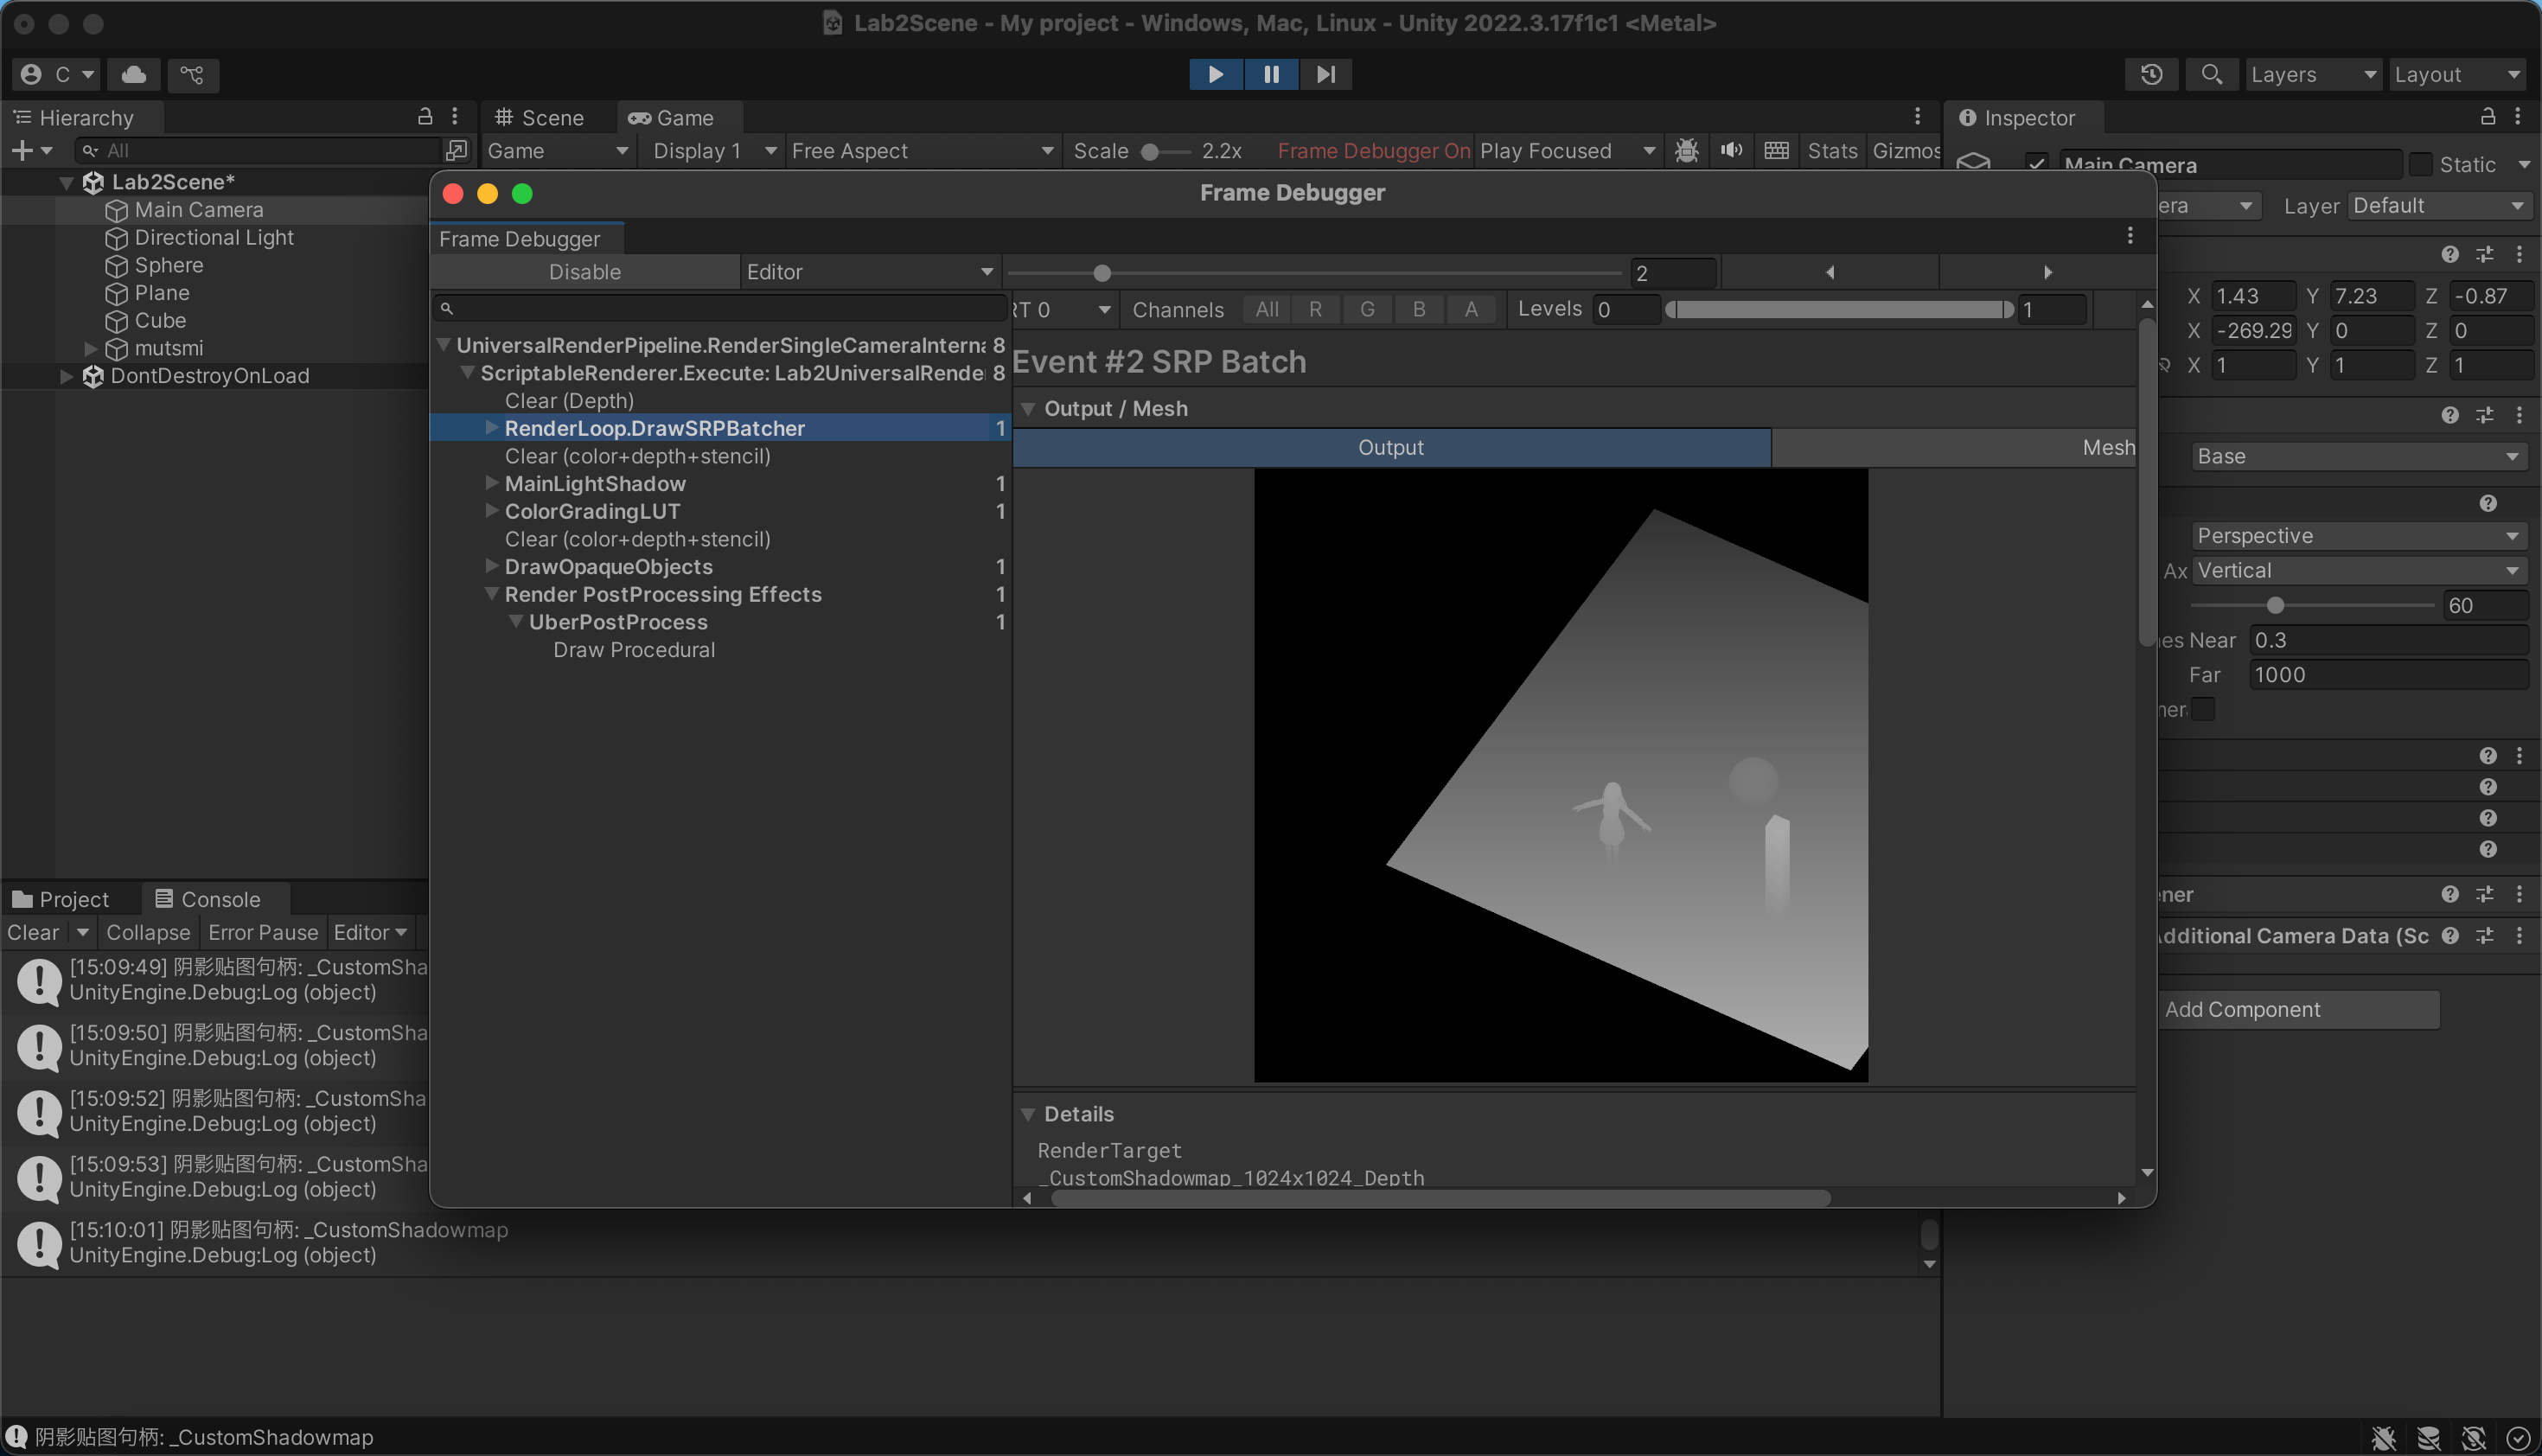 Lab2Scene - My project - Windows, Mac, Linux - Unity 2022.3.17f1c1 <Metal>
C
Layers
Layout
Hierarchy
Scene
Game
Inspector
All
Game
Display 1
Free Aspect
Scale
2.2x
Frame Debugger On
Play Focused
Stats
Gizmos
Main Camera
Static
Lab2Scene*
Main Camera
Directional Light
Sphere
Plane
Cube
mutsmi
DontDestroyOnLoad
Frame Debugger
Frame Debugger
Disable
Editor
2
RT 0
Channels
All
R
G
B
A
Levels
0
1
UniversalRenderPipeline.RenderSingleCameraInterna 8
ScriptableRenderer.Execute: Lab2UniversalRende 8
Clear (Depth)
RenderLoop.DrawSRPBatcher 1
Clear (color+depth+stencil)
MainLightShadow 1
ColorGradingLUT 1
Clear (color+depth+stencil)
DrawOpaqueObjects 1
Render PostProcessing Effects 1
UberPostProcess 1
Draw Procedural
Event #2 SRP Batch
Output / Mesh
Output
Mesh
Details
RenderTarget
_CustomShadowmap_1024x1024_Depth
era
Layer
Default
X 1.43 Y 7.23 Z -0.87
X -269.29 Y 0 Z 0
X 1 Y 1 Z 1
Base
Perspective
Ax Vertical
60
nes Near 0.3
Far 1000
ner
dditional Camera Data (Sc
Add Component
Project
Console
Clear
Collapse
Error Pause
Editor
[15:09:49] 阴影贴图句柄: _CustomSha
UnityEngine.Debug:Log (object)
[15:09:50] 阴影贴图句柄: _CustomSha
UnityEngine.Debug:Log (object)
[15:09:52] 阴影贴图句柄: _CustomSha
UnityEngine.Debug:Log (object)
[15:09:53] 阴影贴图句柄: _CustomSha
UnityEngine.Debug:Log (object)
[15:10:01] 阴影贴图句柄: _CustomShadowmap
UnityEngine.Debug:Log (object)
阴影贴图句柄: _CustomShadowmap